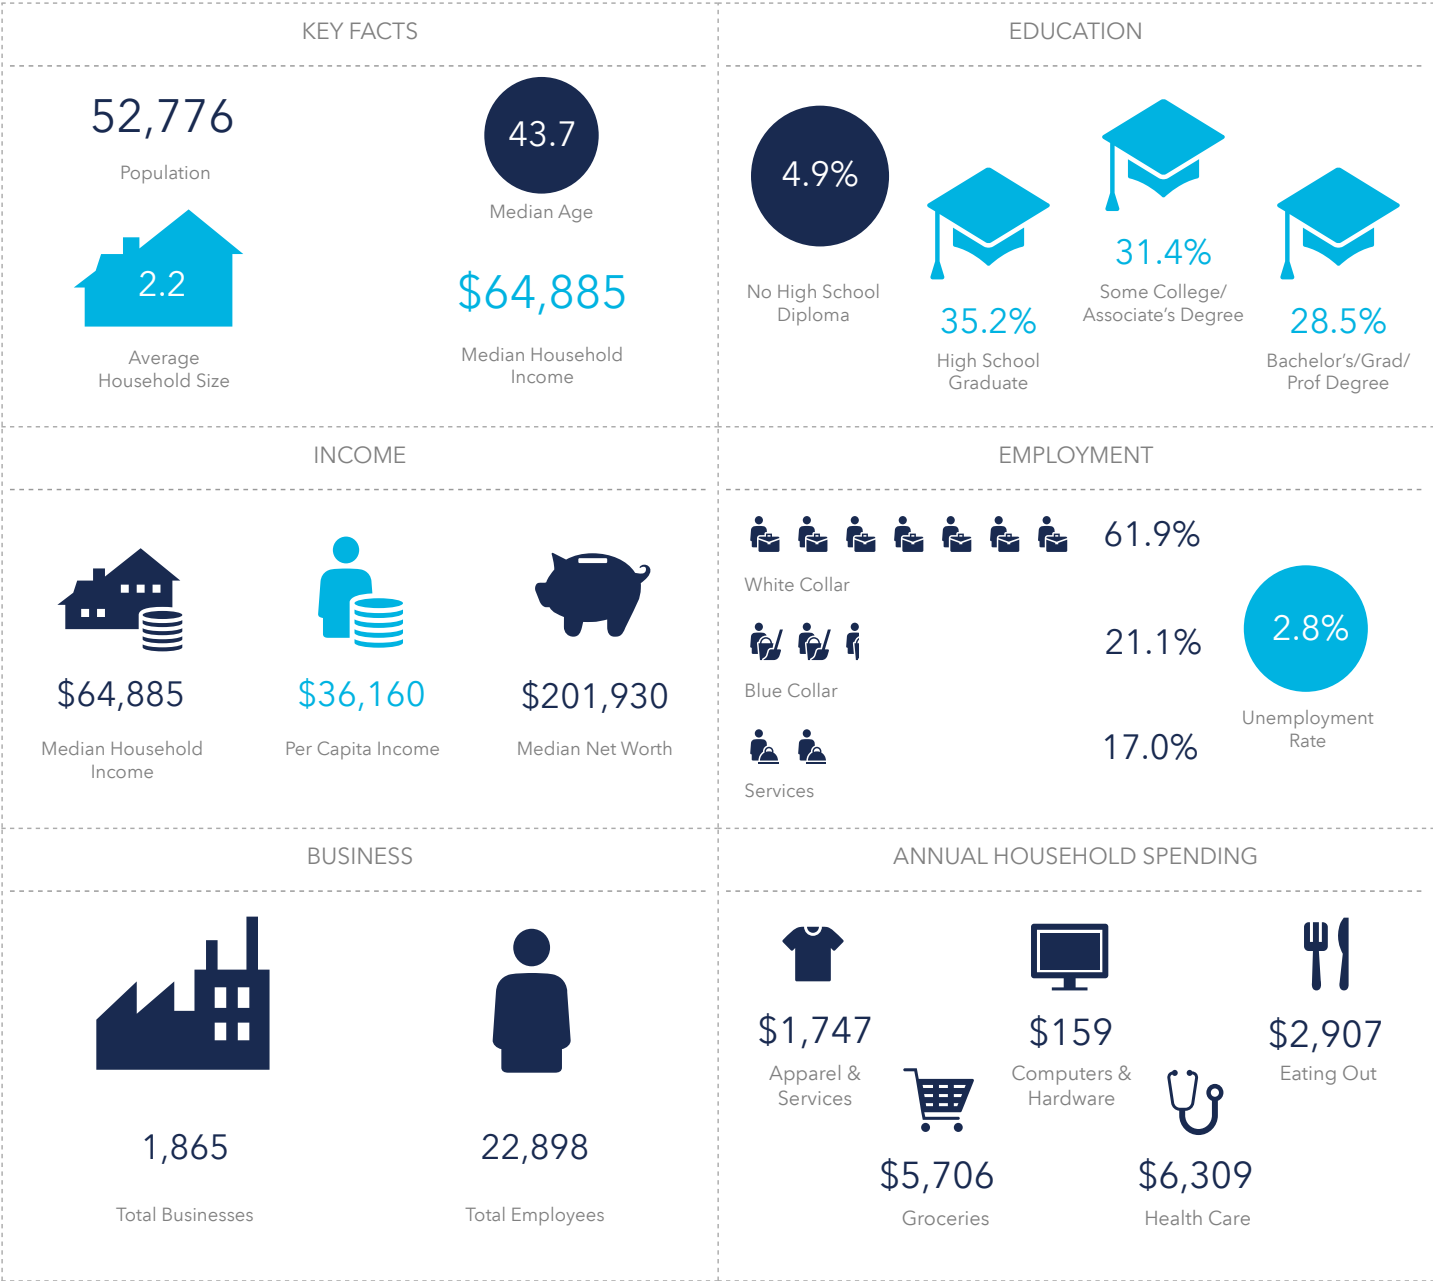 KEY FACTS
52,776
Population
43.7
Median Age
2.2
Average
Household Size
$64,885
Median Household
Income
EDUCATION
4.9%
No High School
Diploma
35.2%
High School
Graduate
31.4%
Some College/
Associate's Degree
28.5%
Bachelor's/Grad/
Prof Degree
INCOME
$64,885
Median Household
Income
$36,160
Per Capita Income
$201,930
Median Net Worth
EMPLOYMENT
61.9%
White Collar
21.1%
Blue Collar
17.0%
Services
2.8%
Unemployment
Rate
BUSINESS
1,865
Total Businesses
22,898
Total Employees
ANNUAL HOUSEHOLD SPENDING
$1,747
Apparel &
Services
$159
Computers &
Hardware
$2,907
Eating Out
$5,706
Groceries
$6,309
Health Care